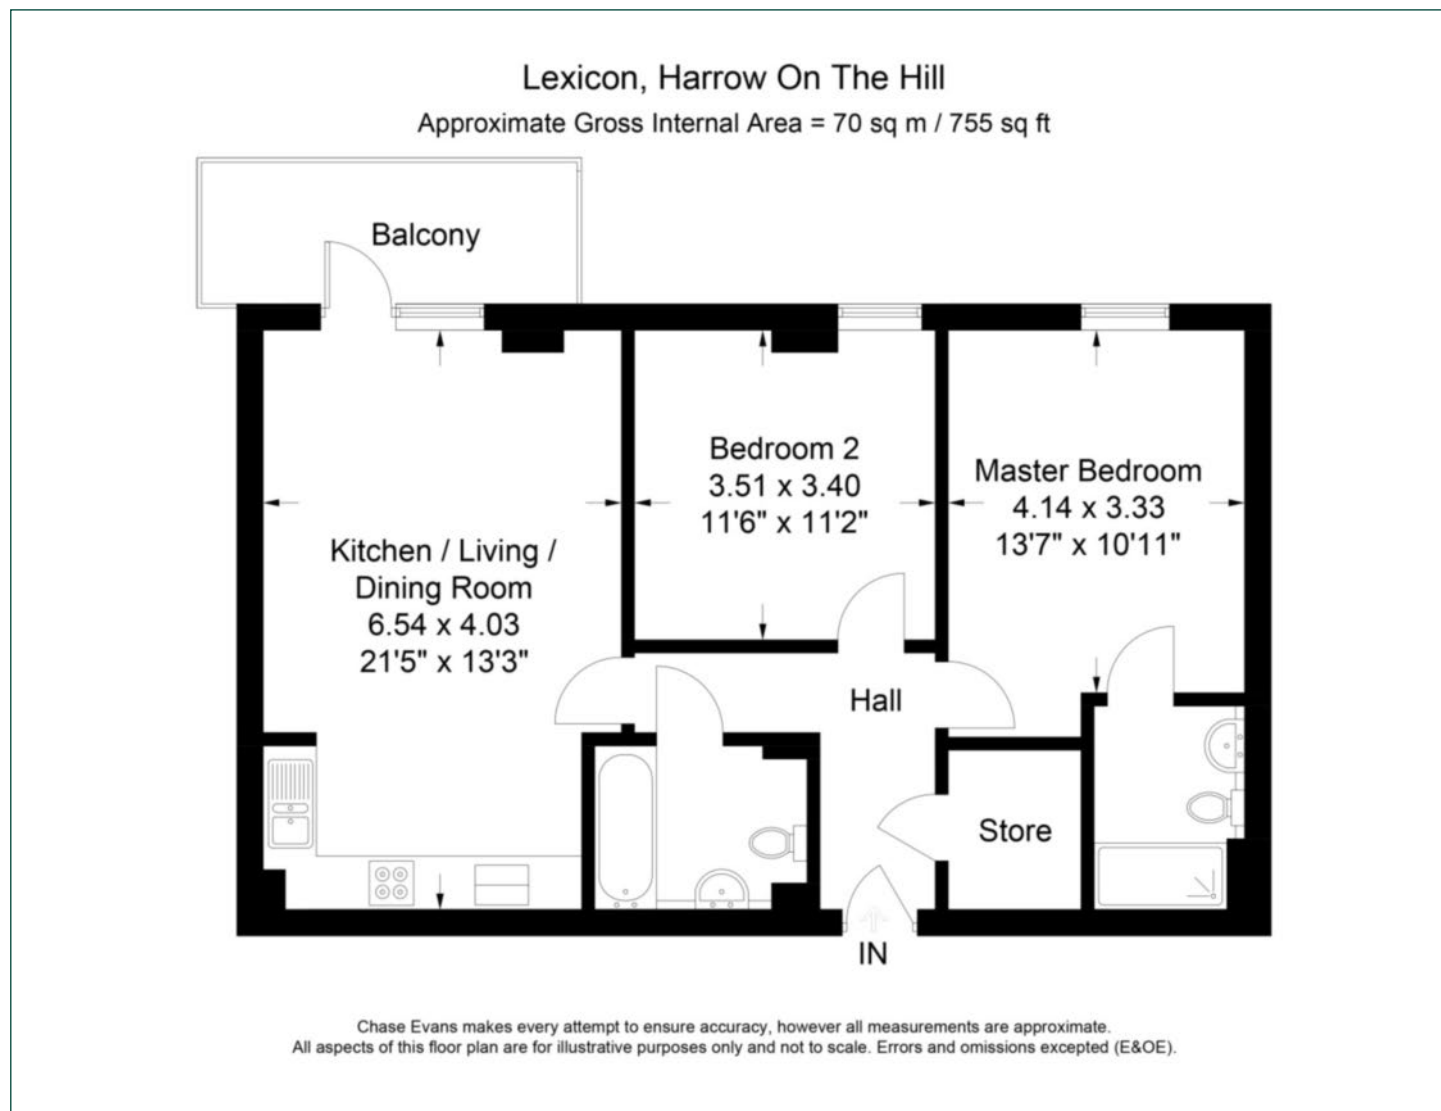 Lexicon, Harrow On The Hill
Approximate Gross Internal Area = 70 sq m / 755 sq ft
Balcony
Bedroom 2
3.51 x 3.40
11'6" x 11'2"
Master Bedroom
4.14 x 3.33
13'7" x 10'11"
Kitchen / Living /
Dining Room
6.54 x 4.03
21'5" x 13'3"
Hall
Store
IN
Chase Evans makes every attempt to ensure accuracy, however all measurements are approximate.
All aspects of this floor plan are for illustrative purposes only and not to scale. Errors and omissions excepted (E&OE).